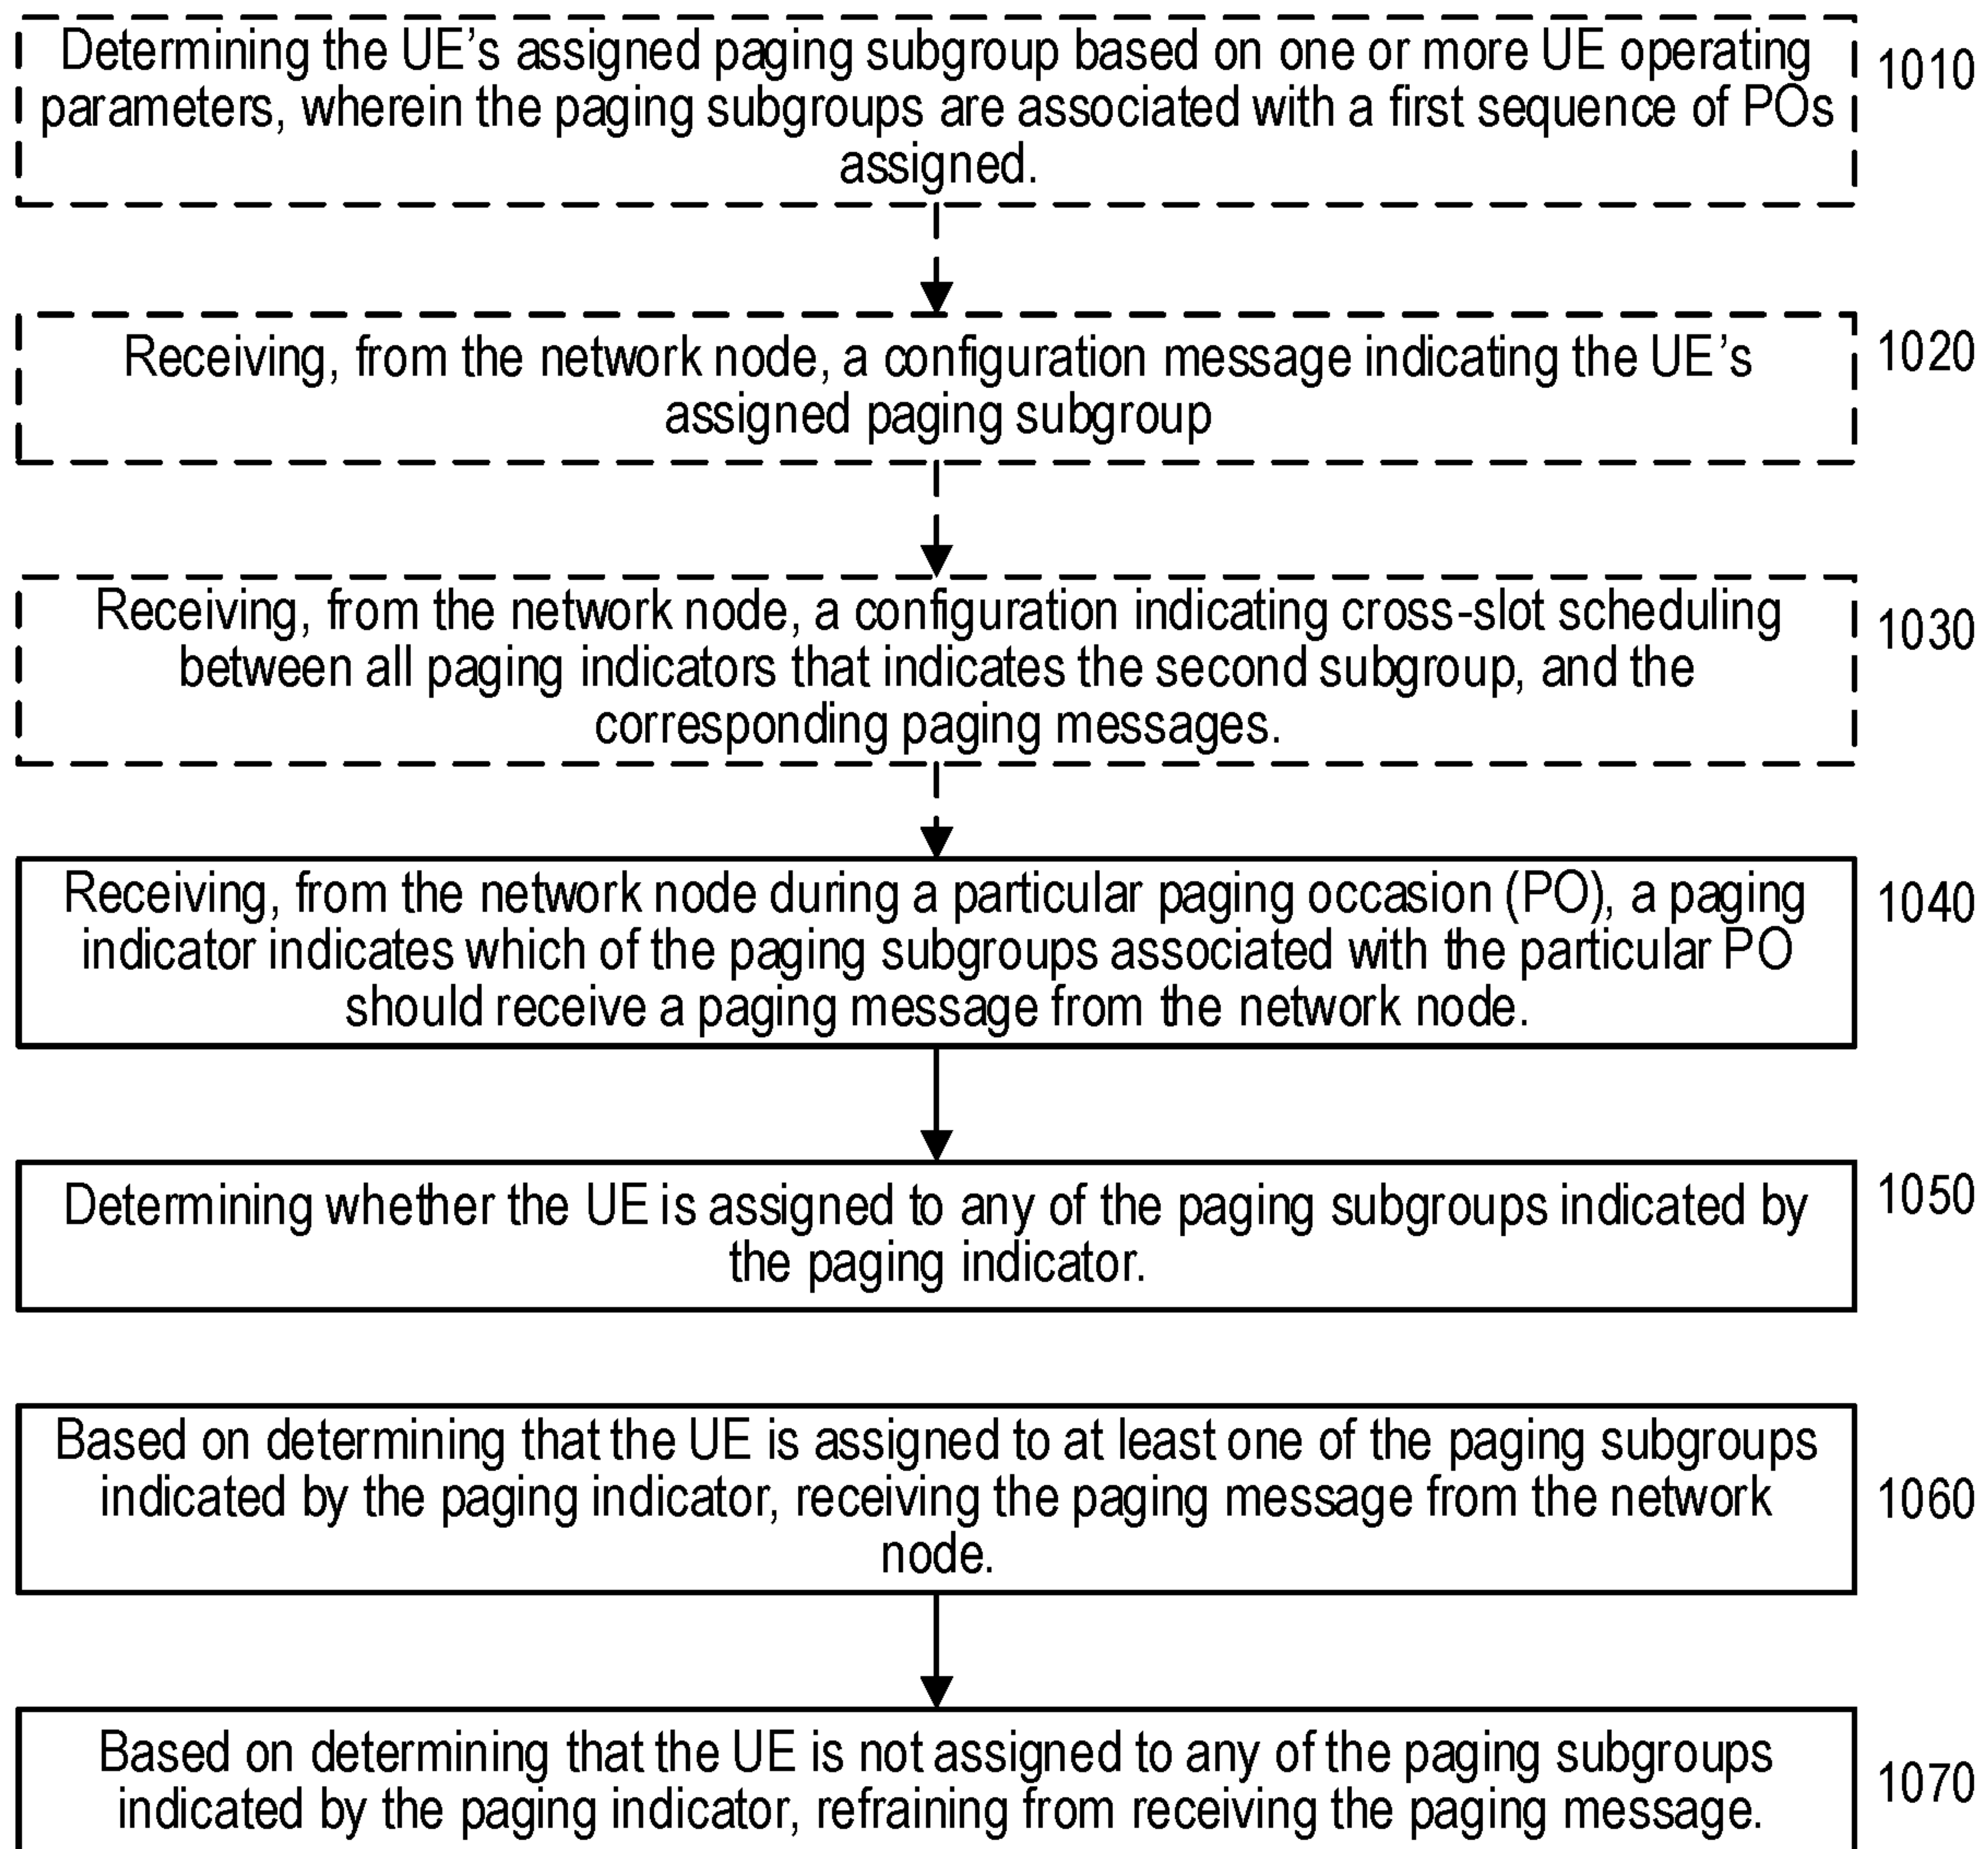 Determining the UE's assigned paging subgroup based on one or more UE operating
parameters, wherein the paging subgroups are associated with a first sequence of POs
assigned.
1010
Receiving, from the network node, a configuration message indicating the UE's
assigned paging subgroup
1020
Receiving, from the network node, a configuration indicating cross-slot scheduling
between all paging indicators that indicates the second subgroup, and the
corresponding paging messages.
1030
Receiving, from the network node during a particular paging occasion (PO), a paging
indicator indicates which of the paging subgroups associated with the particular PO
should receive a paging message from the network node.
1040
Determining whether the UE is assigned to any of the paging subgroups indicated by
the paging indicator.
1050
Based on determining that the UE is assigned to at least one of the paging subgroups
indicated by the paging indicator, receiving the paging message from the network
node.
1060
Based on determining that the UE is not assigned to any of the paging subgroups
indicated by the paging indicator, refraining from receiving the paging message.
1070